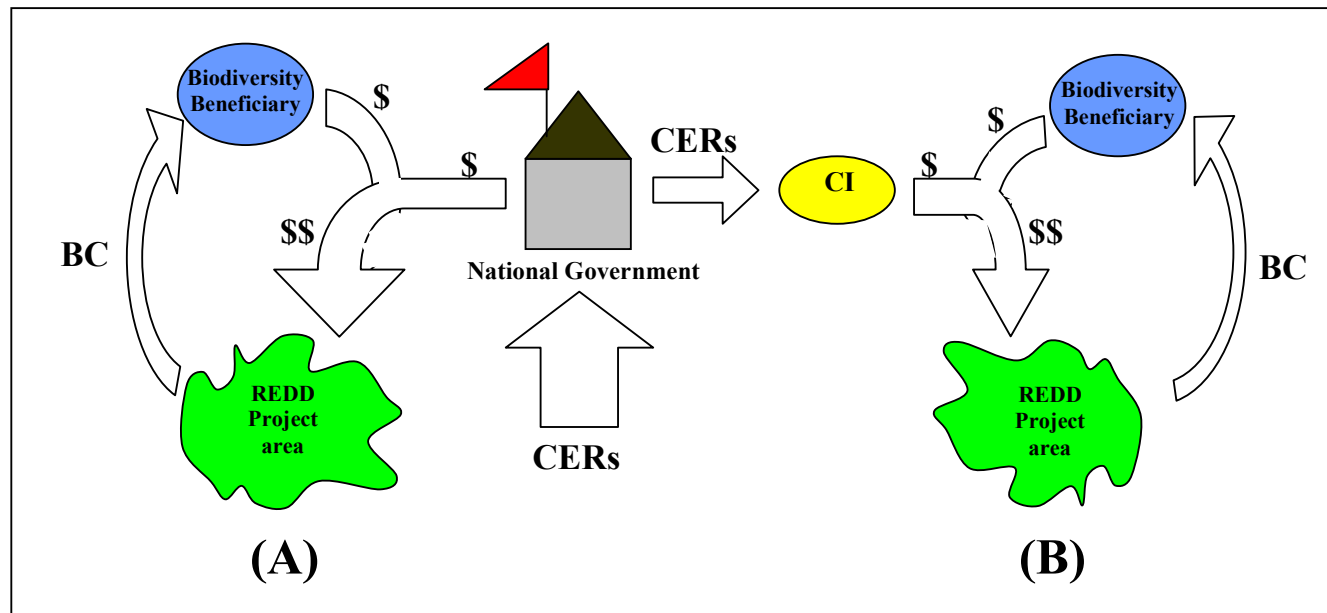 Biodiversity
Beneficiary
$
$
$$
BC
National Government
CERs
CERs
CI
$
$
$$
Biodiversity
Beneficiary
BC
REDD
Project
area
REDD
Project
area
(A)
(B)